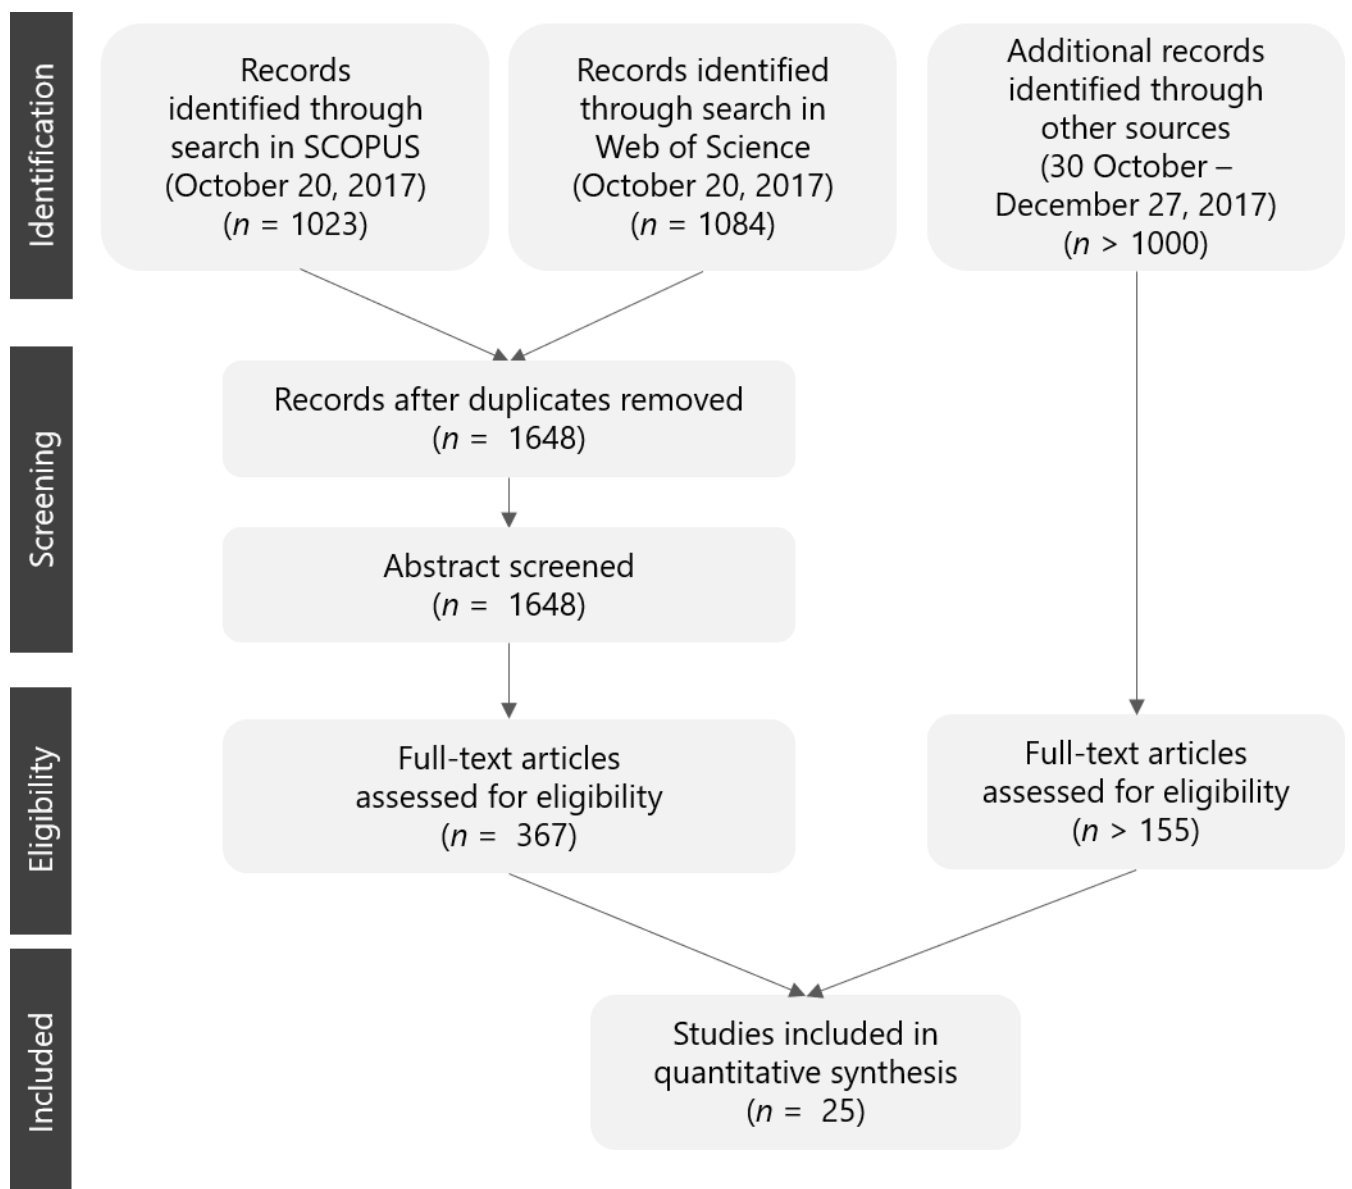 Identification
Records
identified through
search in SCOPUS
(October 20, 2017)
(n = 1023)
Records identified
through search in
Web of Science
(October 20, 2017)
(n = 1084)
Additional records
identified through
other sources
(30 October –
December 27, 2017)
(n > 1000)
Screening
Records after duplicates removed
(n = 1648)
Abstract screened
(n = 1648)
Eligibility
Full-text articles
assessed for eligibility
(n = 367)
Full-text articles
assessed for eligibility
(n > 155)
Included
Studies included in
quantitative synthesis
(n = 25)